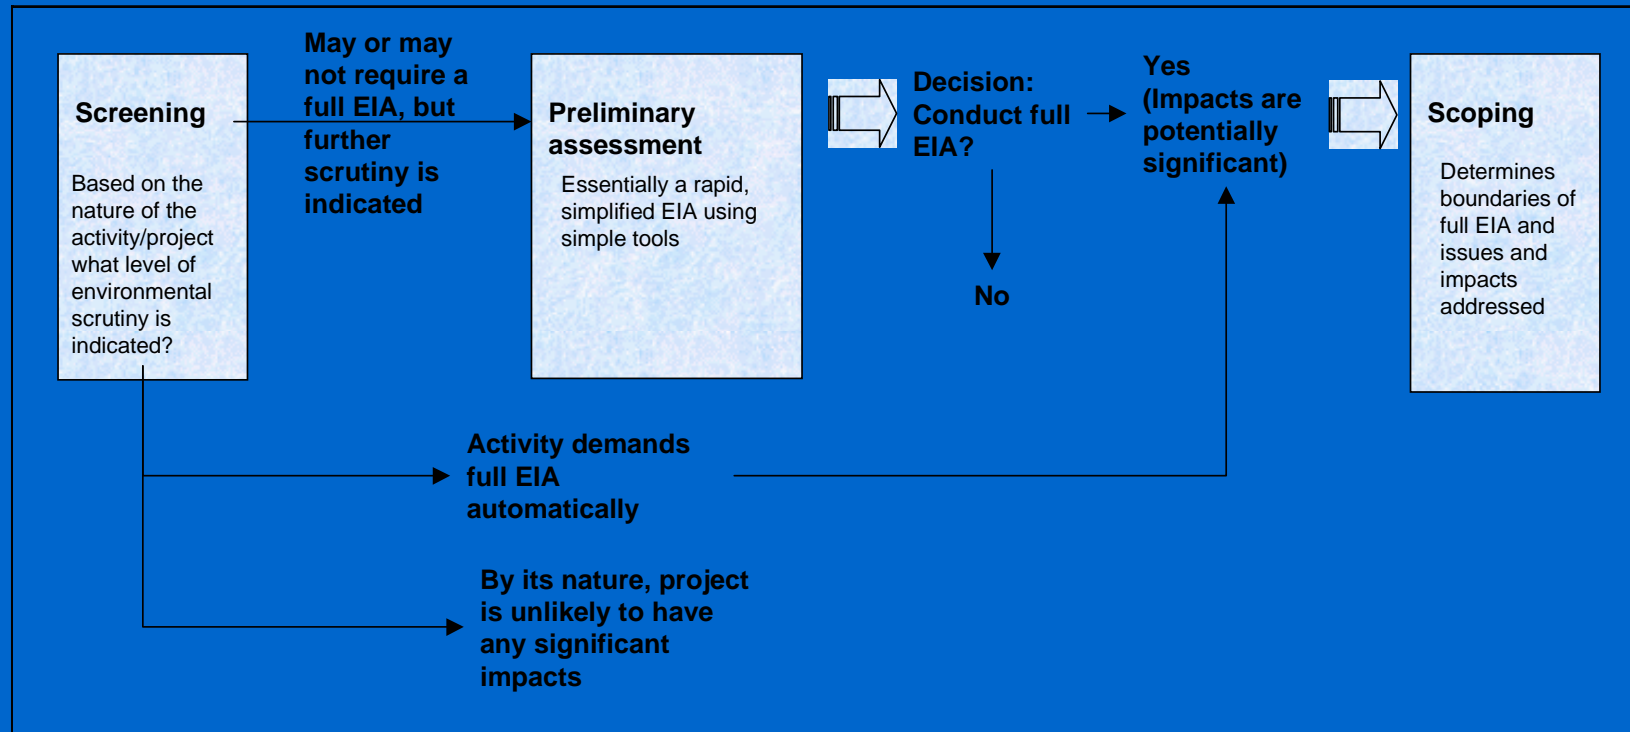 Screening
Based on the
nature of the
activity/project
what level of
environmental
scrutiny is
indicated?
May or may
not require a
full EIA, but
further
scrutiny is
indicated
Preliminary
assessment
Essentially a rapid,
simplified EIA using
simple tools
Decision:
Conduct full
EIA?
No
Yes
(Impacts are
potentially
significant)
Scoping
Determines
boundaries of
full EIA and
issues and
impacts
addressed
Activity demands
full EIA
automatically
By its nature, project
is unlikely to have
any significant
impacts